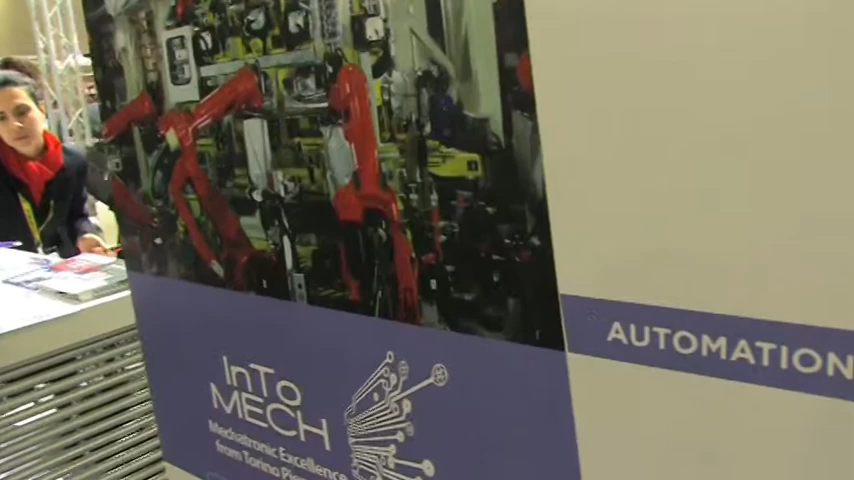 InTo
MECH
Mechatronic Excellence
from Torino
AUTOMATION